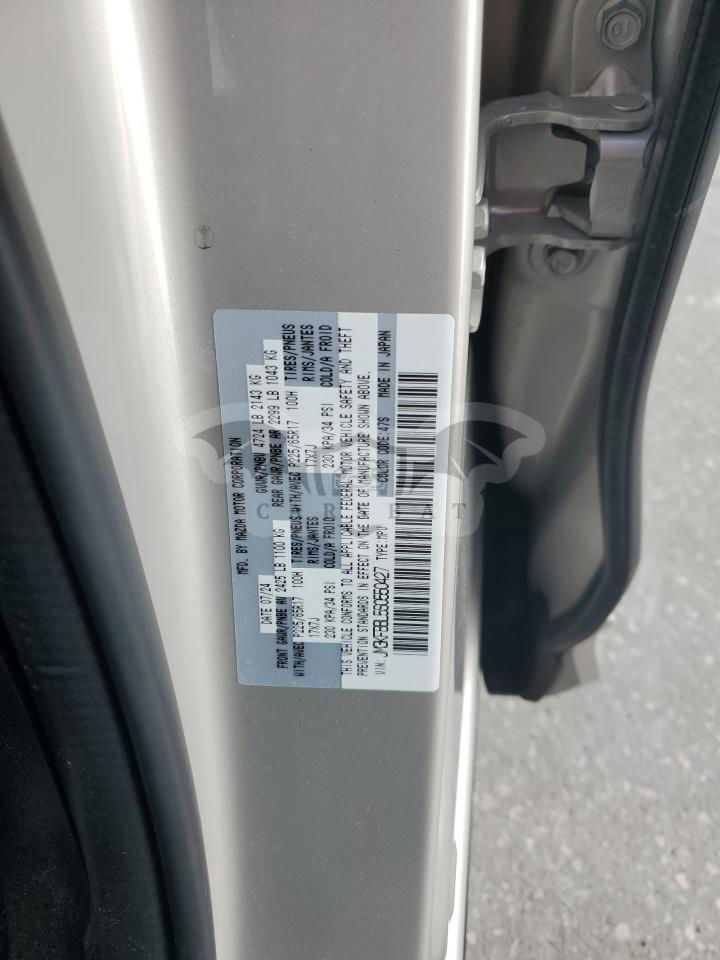 MFD. BY MAZDA MOTOR CORPORATION
DATE 07/24 GVWR/PNBV 4724 LB 2143 KG
FRONT GAWR/PNBE AV 2425 LB 1100 KG REAR GAWR/PNBE AR 2299 LB 1043 KG
WITH/AVEC P225/65R17 100H TIRES/PNEUS WITH/AVEC P225/65R17 100H TIRES/PNEUS
17X7J RIMS/JANTES 17X7J RIMS/JANTES
230 KPA/34 PSI COLD/A FROID 230 KPA/34 PSI COLD/A FROID
THIS VEHICLE CONFORMS TO ALL APPLICABLE FEDERAL MOTOR VEHICLE SAFETY AND THEFT
PREVENTION STANDARDS IN EFFECT ON THE DATE OF MANUFACTURE SHOWN ABOVE.
VIN: JM3KFBBL6S0560427 TYPE:MPV COLOR CODE:47S MADE IN JAPAN
10